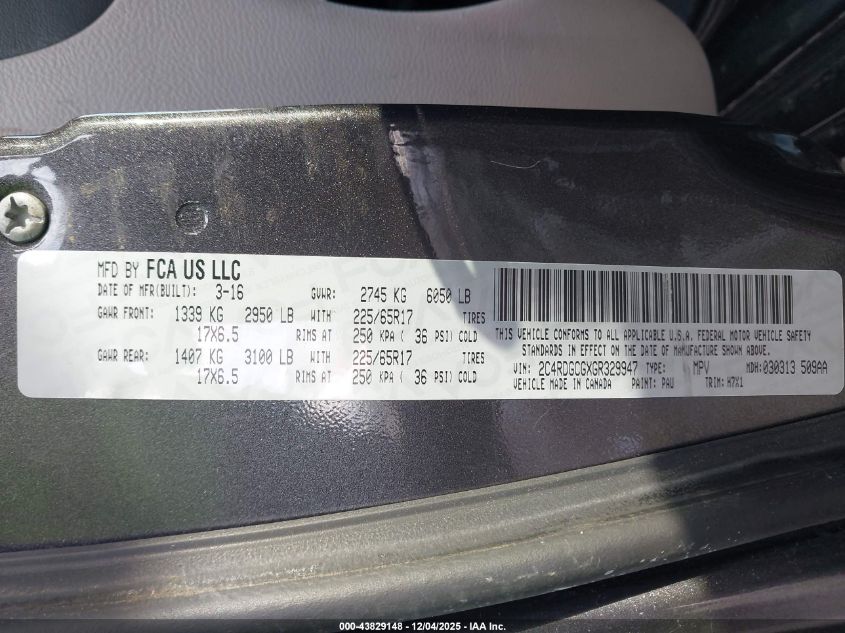 MFD BY FCA US LLC
DATE OF MFR(BUILT): 3-16 GVWR: 2745 KG 6050 LB
GAWR FRONT: 1339 KG 2950 LB WITH 225/65R17 TIRES
17X6.5 RIMS AT 250 KPA ( 36 PSI) COLD
GAWR REAR: 1407 KG 3100 LB WITH 225/65R17 TIRES
17X6.5 RIMS AT 250 KPA ( 36 PSI) COLD
THIS VEHICLE CONFORMS TO ALL APPLICABLE U.S.A. FEDERAL MOTOR VEHICLE SAFETY
STANDARDS IN EFFECT ON THE DATE OF MANUFACTURE SHOWN ABOVE.
VIN: 2C4RDGCGXGR329947 TYPE: MPV MDH: 030313 509AA
VEHICLE MADE IN CANADA PAINT: PAU TRIM: H7X1
000-43829148 - 12/04/2025 - IAA Inc.